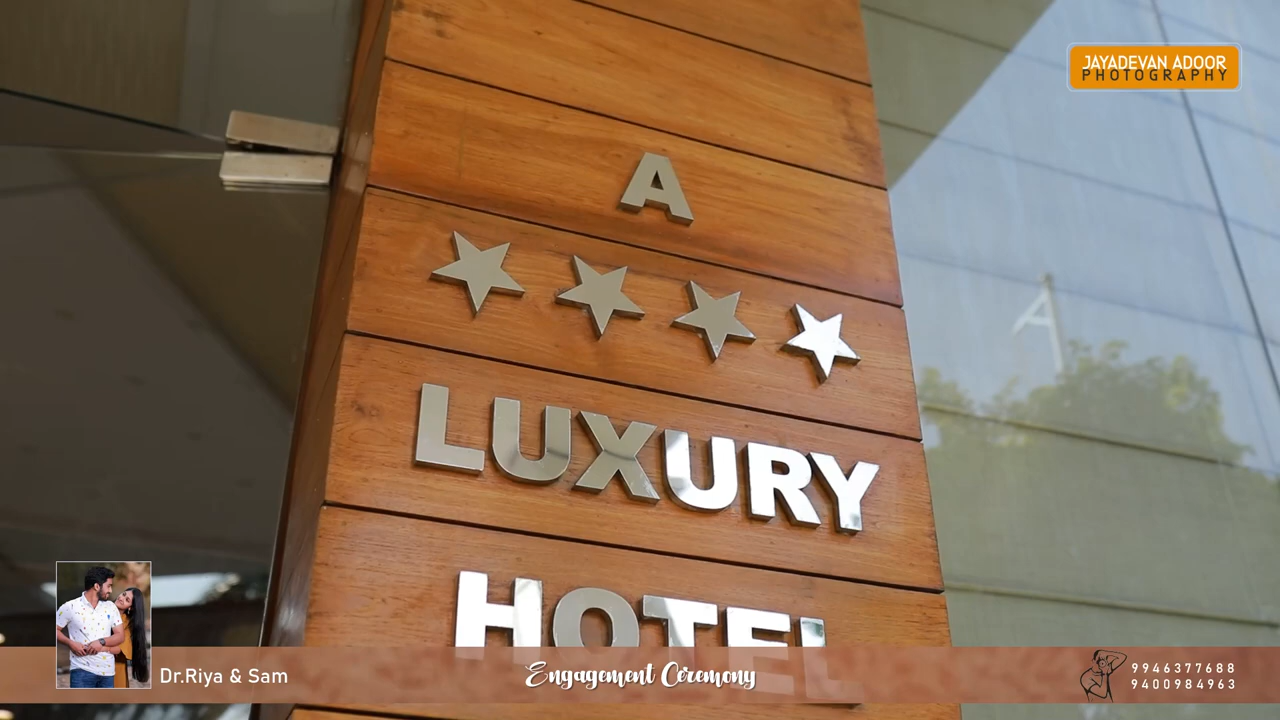 JAYADEVAN ADOOR
PHOTOGRAPHY
A
LUXURY
HOTEL
Dr.Riya & Sam
Engagement Ceremony
9946377688
9400984963